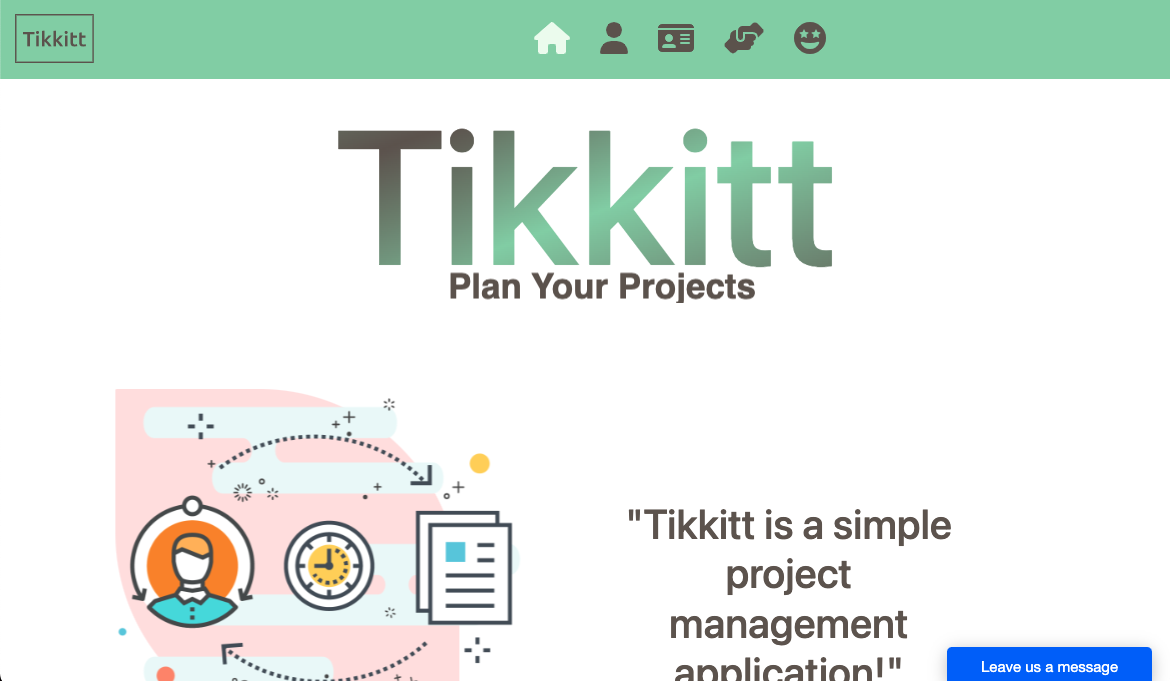 Tikkitt
Tikkitt
Plan Your Projects
"Tikkitt is a simple
project
management
application!"
Leave us a message